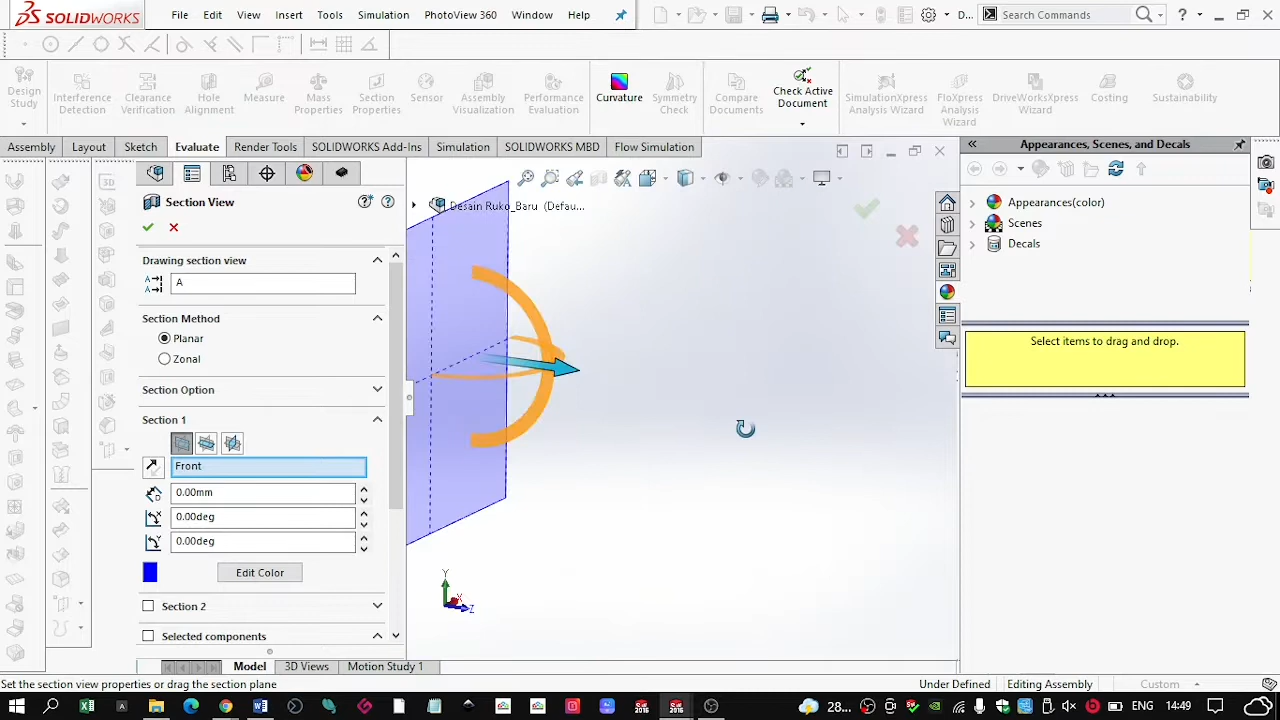 SOLIDWORKS
File Edit View Insert Tools Simulation PhotoView 360 Window Help
D...
Search Commands
Design Study
Interference Detection
Clearance Verification
Hole Alignment
Measure
Mass Properties
Section Properties
Sensor
Assembly Visualization
Performance Evaluation
Curvature
Symmetry Check
Compare Documents
Check Active Document
SimulationXpress Analysis Wizard
FloXpress Analysis Wizard
DriveWorksXpress Wizard
Costing
Sustainability
Assembly Layout Sketch Evaluate Render Tools SOLIDWORKS Add-Ins Simulation SOLIDWORKS MBD Flow Simulation
Appearances, Scenes, and Decals
Section View
Desain Ruko_Baru (Defau...
Appearances(color)
Scenes
Decals
Drawing section view
A
Section Method
Planar
Zonal
Section Option
Section 1
Front
0.00mm
0.00deg
0.00deg
Edit Color
Section 2
Selected components
Select items to drag and drop.
Y
X
Z
Model 3D Views Motion Study 1
Set the section view properties or drag the section plane
Under Defined Editing Assembly Custom
28...
ENG 14:49